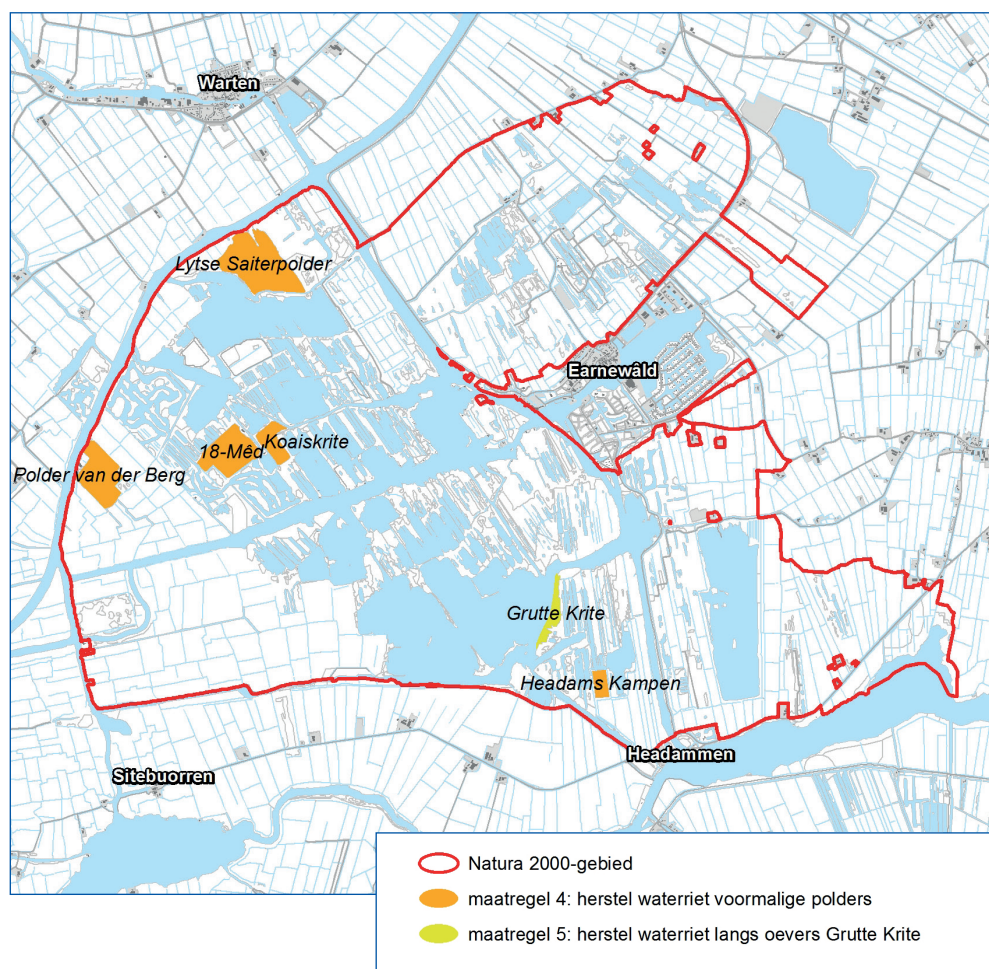 Warten
Lytse Saiterpolder
Earnewâld
Koaiskrite
18-Mêd
Polder van der Berg
Grutte Krite
Headams Kampen
Headammen
Sitebuorren
Natura 2000-gebied
maatregel 4: herstel waterriet voormalige polders
maatregel 5: herstel waterriet langs oevers Grutte Krite